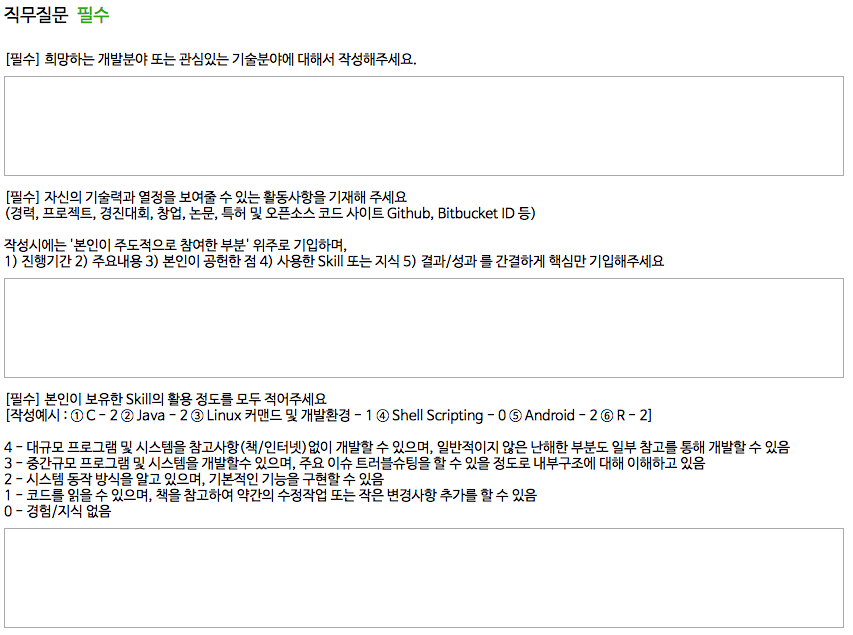 직무질문 필수
[필수] 희망하는 개발분야 또는 관심있는 기술분야에 대해서 작성해주세요.
[필수] 자신의 기술력과 열정을 보여줄 수 있는 활동사항을 기재해 주세요
(경력, 프로젝트, 경진대회, 창업, 논문, 특허 및 오픈소스 코드 사이트 Github, Bitbucket ID 등)
작성시에는 '본인이 주도적으로 참여한 부분' 위주로 기입하며,
1) 진행기간 2) 주요내용 3) 본인이 공헌한 점 4) 사용한 Skill 또는 지식 5) 결과/성과 를 간결하게 핵심만 기입해주세요
[필수] 본인이 보유한 Skill의 활용 정도를 모두 적어주세요
[작성예시 : ① C - 2 ② Java - 2 ③ Linux 커맨드 및 개발환경 - 1 ④ Shell Scripting - 0 ⑤ Android - 2 ⑥ R - 2]
4 - 대규모 프로그램 및 시스템을 참고사항(책/인터넷)없이 개발할 수 있으며, 일반적이지 않은 난해한 부분도 일부 참고를 통해 개발할 수 있음
3 - 중간규모 프로그램 및 시스템을 개발할수 있으며, 주요 이슈 트러블슈팅을 할 수 있을 정도로 내부구조에 대해 이해하고 있음
2 - 시스템 동작 방식을 알고 있으며, 기본적인 기능을 구현할 수 있음
1 - 코드를 읽을 수 있으며, 책을 참고하여 약간의 수정작업 또는 작은 변경사항 추가를 할 수 있음
0 - 경험/지식 없음